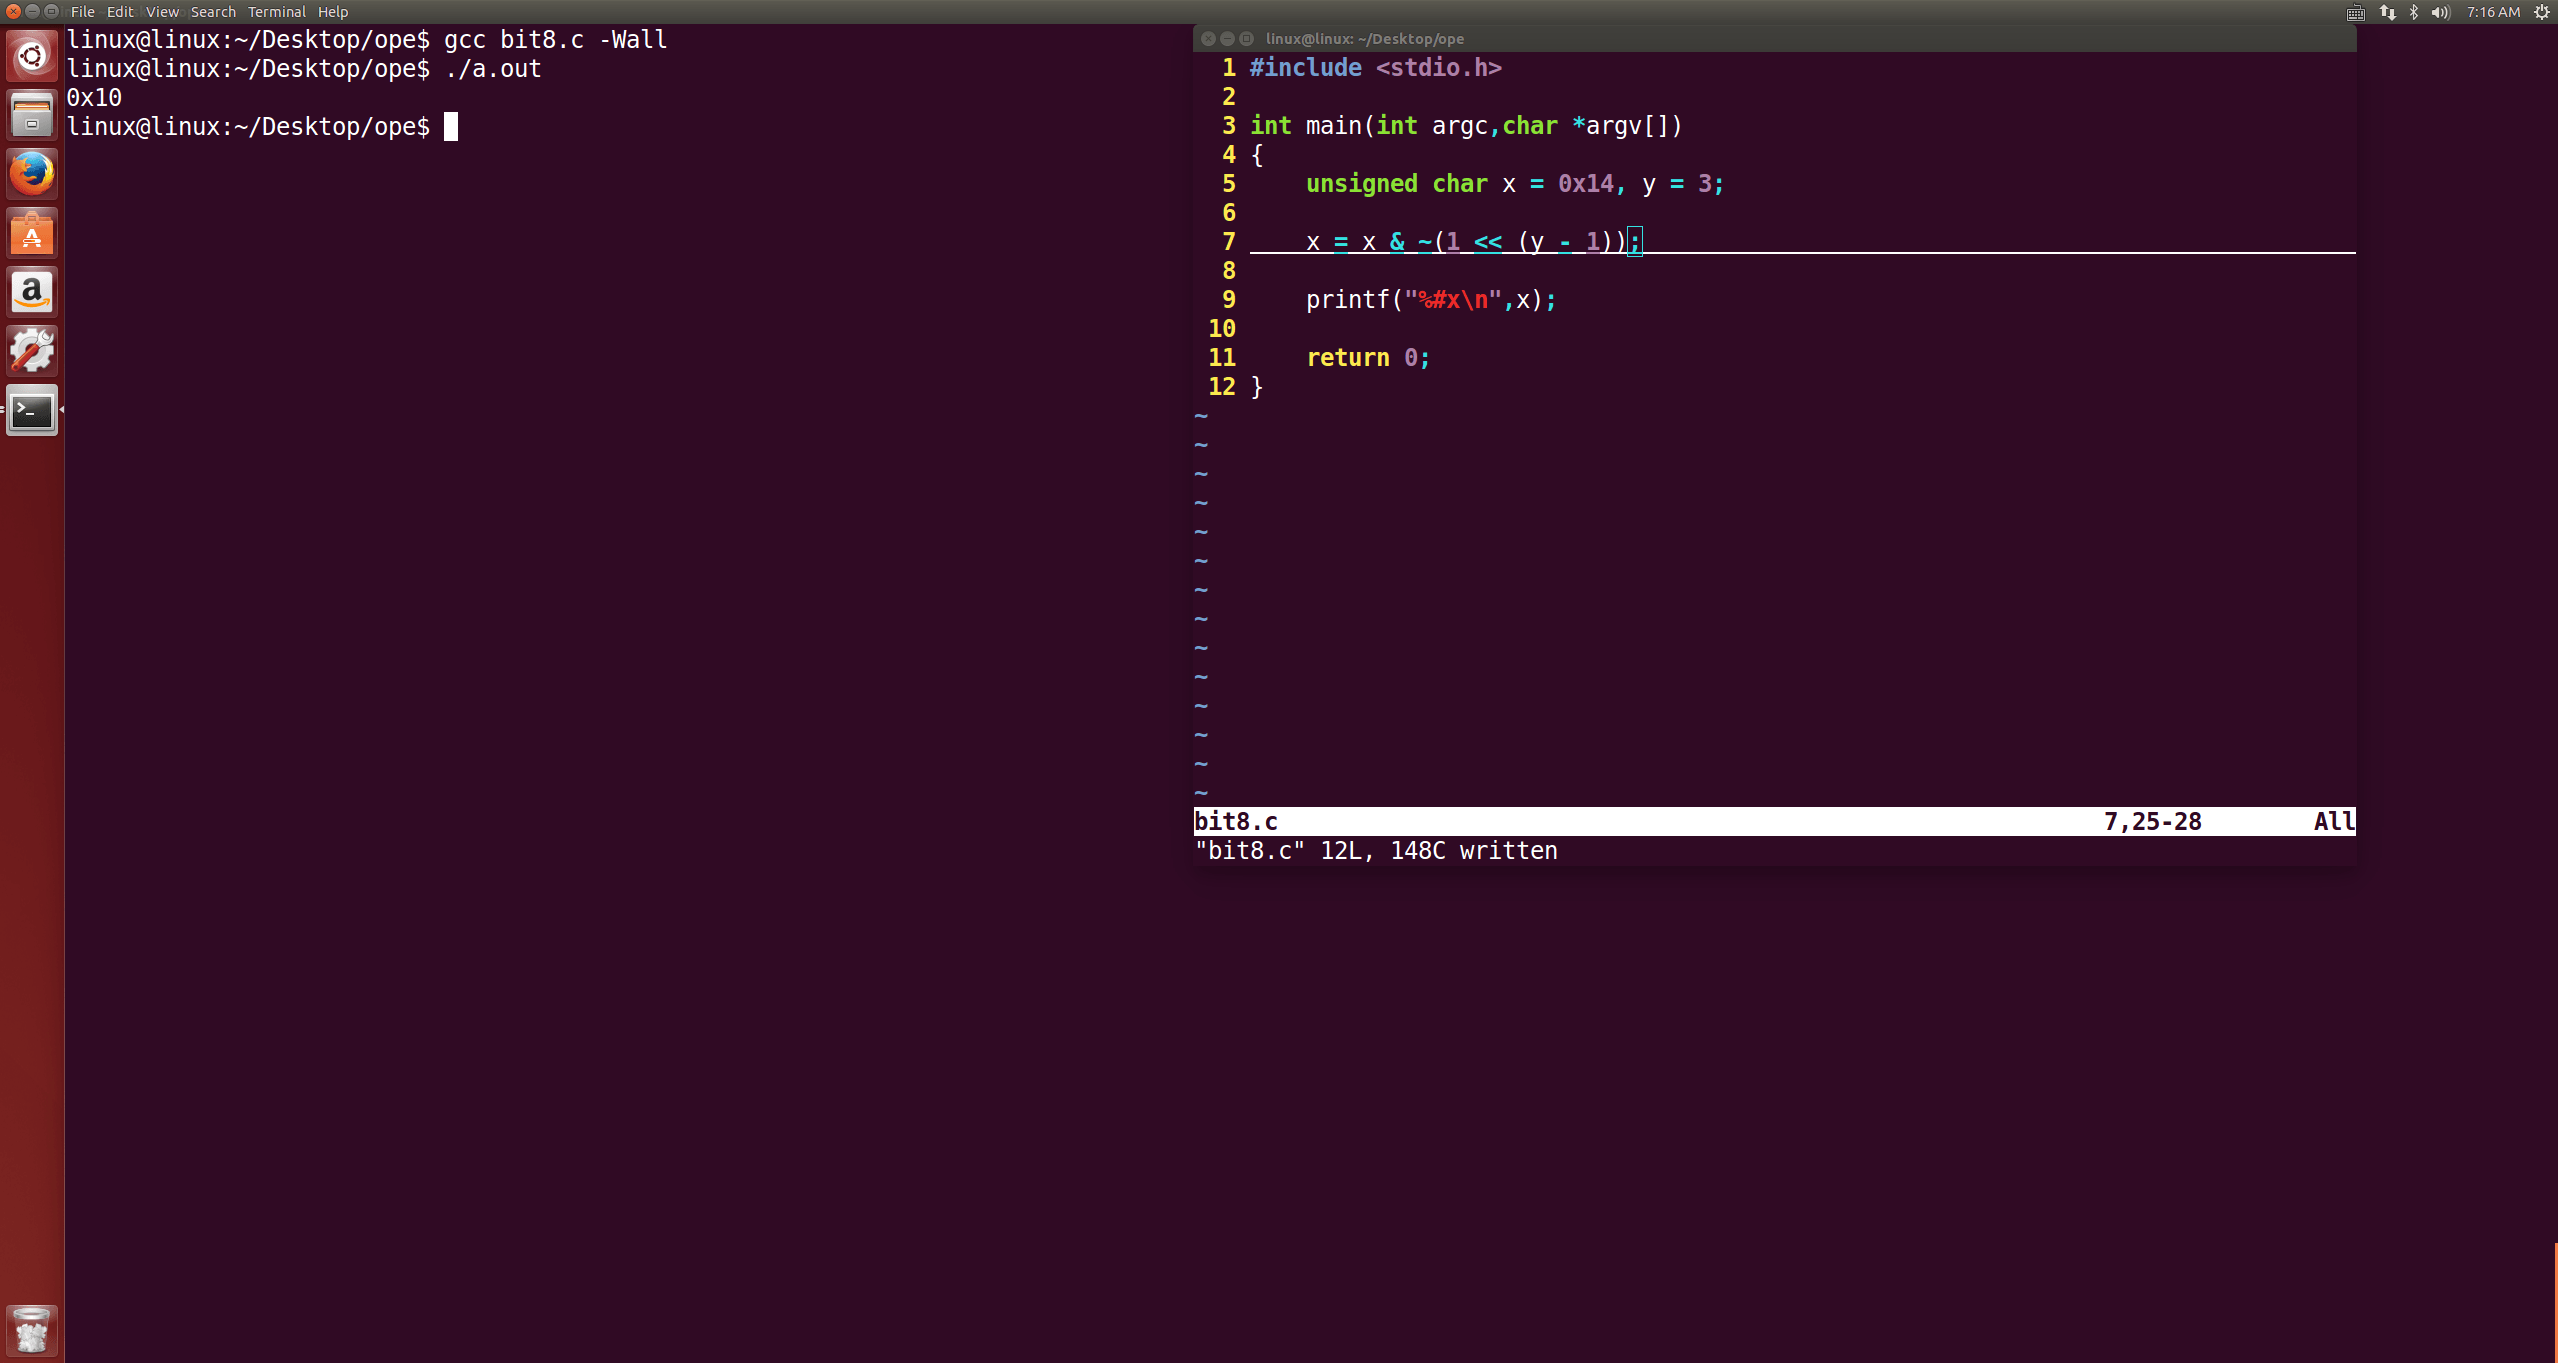 File Edit View Search Terminal Help
7:16 AM
linux@linux:~/Desktop/ope$ gcc bit8.c -Wall
linux@linux:~/Desktop/ope$ ./a.out
0x10
linux@linux:~/Desktop/ope$
linux@linux: ~/Desktop/ope
1 #include <stdio.h>
2
3 int main(int argc,char *argv[])
4 {
5     unsigned char x = 0x14, y = 3;
6
7     x = x & ~(1 << (y - 1));
8
9     printf("%#x\n",x);
10
11     return 0;
12 }
~
~
~
~
~
~
~
~
~
~
~
~
~
~
bit8.c 7,25-28 All
"bit8.c" 12L, 148C written